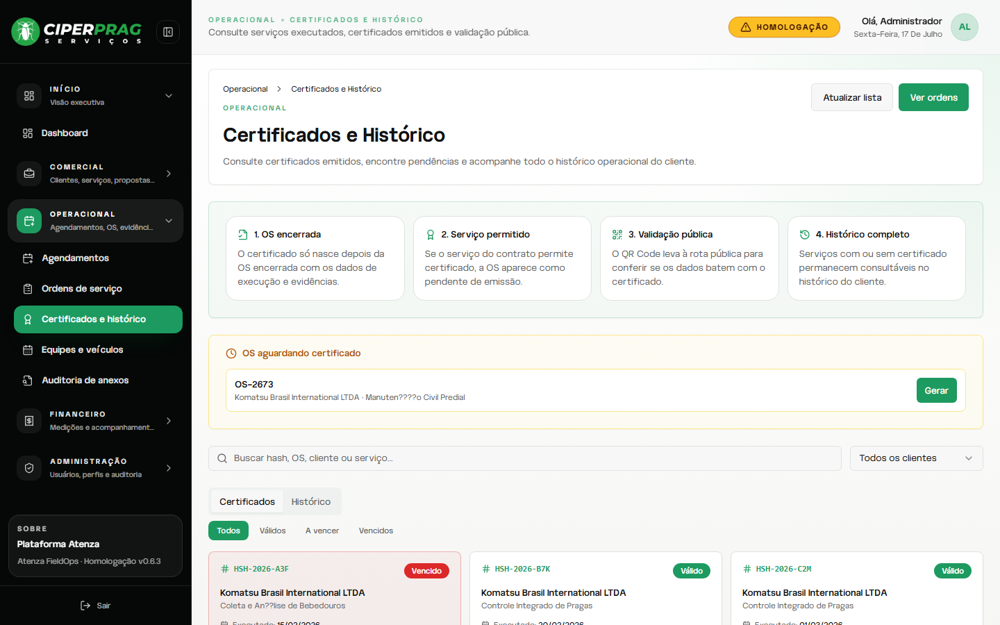 CIPERPRAG
SERVIÇOS
INÍCIO
Visão executiva
Dashboard
COMERCIAL
Clientes, serviços, propostas...
OPERACIONAL
Agendamentos, OS, evidênci...
Agendamentos
Ordens de serviço
Certificados e histórico
Equipes e veículos
Auditoria de anexos
FINANCEIRO
Medições e acompanhament...
ADMINISTRAÇÃO
Usuários, perfis e auditoria
SOBRE
Plataforma Atenza
Atenza FieldOps · Homologação v0.6.3
Sair
OPERACIONAL • CERTIFICADOS E HISTÓRICO
Consulte serviços executados, certificados emitidos e validação pública.
HOMOLOGAÇÃO
Olá, Administrador
Sexta-Feira, 17 De Julho
AL
Operacional > Certificados e Histórico
OPERACIONAL
Certificados e Histórico
Consulte certificados emitidos, encontre pendências e acompanhe todo o histórico operacional do cliente.
Atualizar lista
Ver ordens
1. OS encerrada
O certificado só nasce depois da
OS encerrada com os dados de
execução e evidências.
2. Serviço permitido
Se o serviço do contrato permite
certificado, a OS aparece como
pendente de emissão.
3. Validação pública
O QR Code leva à rota pública para
conferir se os dados batem com o
certificado.
4. Histórico completo
Serviços com ou sem certificado
permanecem consultáveis no
histórico do cliente.
OS aguardando certificado
OS-2673
Komatsu Brasil International LTDA · Manuten????o Civil Predial
Gerar
Buscar hash, OS, cliente ou serviço...
Todos os clientes
Certificados
Histórico
Todos
Válidos
A vencer
Vencidos
# HSH-2026-A3F
Vencido
Komatsu Brasil International LTDA
Coleta e An??lise de Bebedouros
Executado: 15/02/2026
# HSH-2026-B7K
Válido
Komatsu Brasil International LTDA
Controle Integrado de Pragas
Executado: 20/02/2026
# HSH-2026-C2M
Válido
Komatsu Brasil International LTDA
Controle Integrado de Pragas
Executado: 01/03/2026